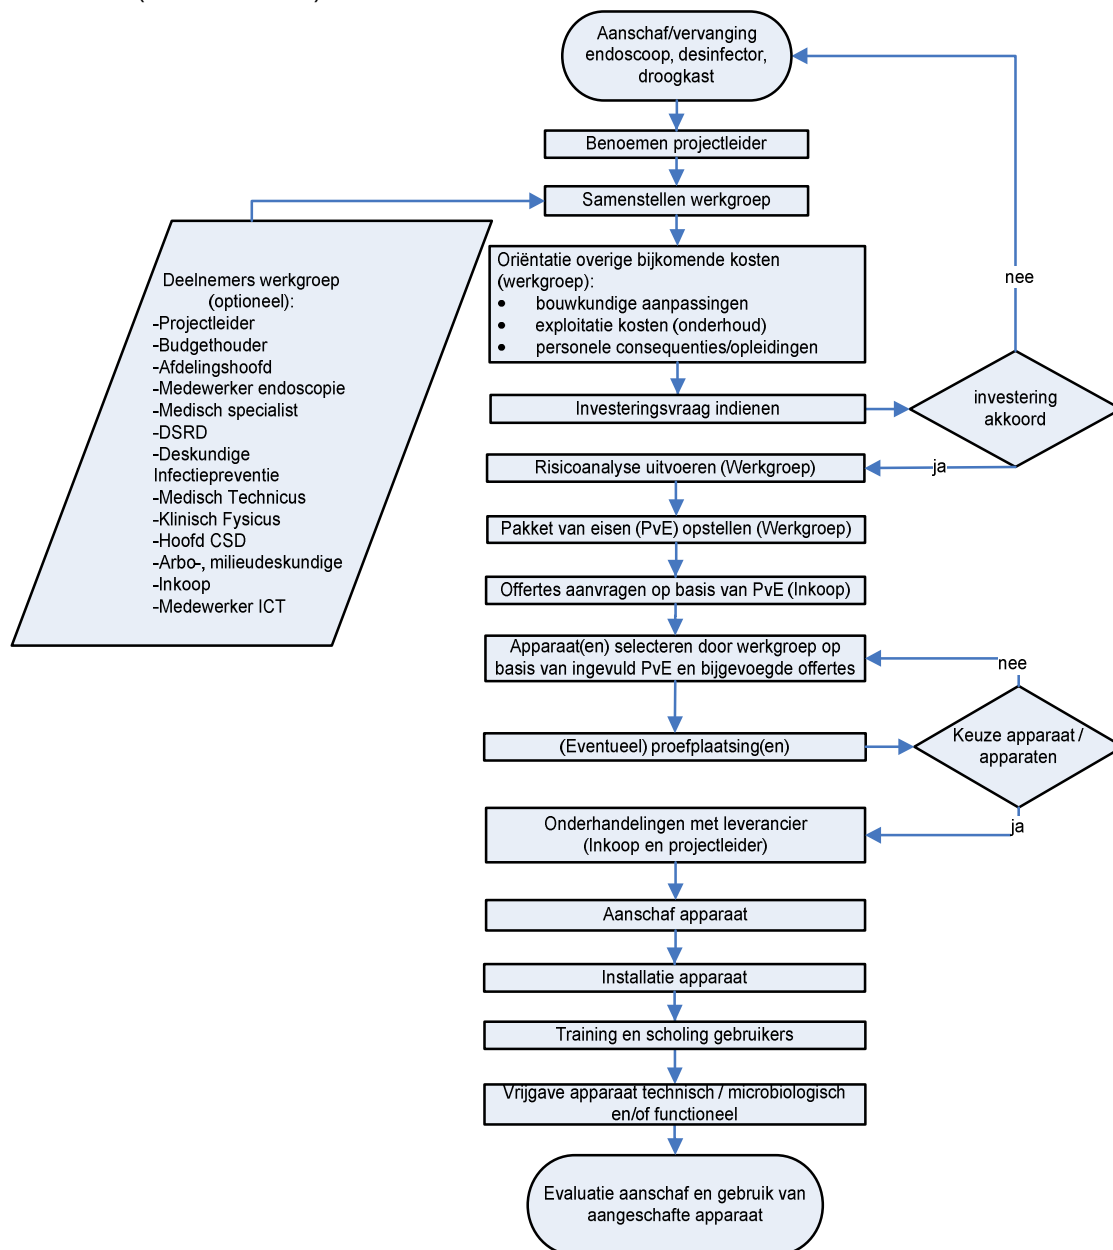 Aanschaf/vervanging
endoscoop, desinfector,
droogkast
Benoemen projectleider
Samenstellen werkgroep
Deelnemers werkgroep
(optioneel):
-Projectleider
-Budgethouder
-Afdelingshoofd
-Medewerker endoscopie
-Medisch specialist
-DSRD
-Deskundige
Infectiepreventie
-Medisch Technicus
-Klinisch Fysicus
-Hoofd CSD
-Arbo-, milieudeskundige
-Inkoop
-Medewerker ICT
Oriëntatie overige bijkomende kosten
(werkgroep):
• bouwkundige aanpassingen
• exploitatie kosten (onderhoud)
• personele consequenties/opleidingen
nee
Investeringsvraag indienen
investering
akkoord
ja
Risicoanalyse uitvoeren (Werkgroep)
Pakket van eisen (PvE) opstellen (Werkgroep)
Offertes aanvragen op basis van PvE (Inkoop)
Apparaat(en) selecteren door werkgroep op
basis van ingevuld PvE en bijgevoegde offertes
nee
(Eventueel) proefplaatsing(en)
Keuze apparaat /
apparaten
ja
Onderhandelingen met leverancier
(Inkoop en projectleider)
Aanschaf apparaat
Installatie apparaat
Training en scholing gebruikers
Vrijgave apparaat technisch / microbiologisch
en/of functioneel
Evaluatie aanschaf en gebruik van
aangeschafte apparaat